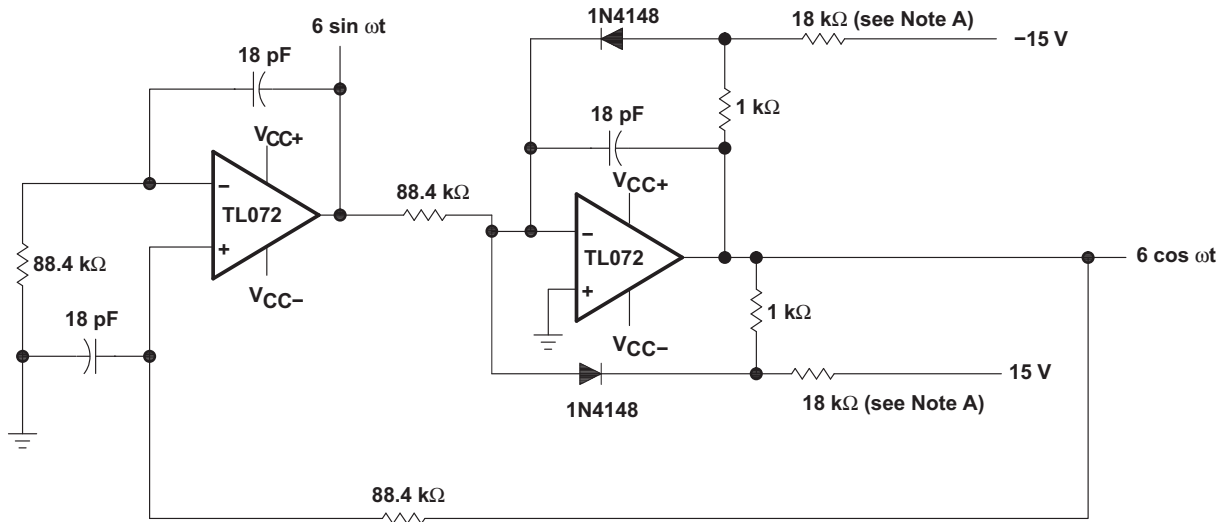 1N4148
18 kΩ (see Note A)
−15 V
6 sin ωt
18 pF
1 kΩ
18 pF
VCC+
88.4 kΩ
VCC+
−
TL072
+
−
TL072
+
6 cos ωt
88.4 kΩ
VCC−
18 pF
1 kΩ
VCC−
15 V
1N4148
18 kΩ (see Note A)
88.4 kΩ